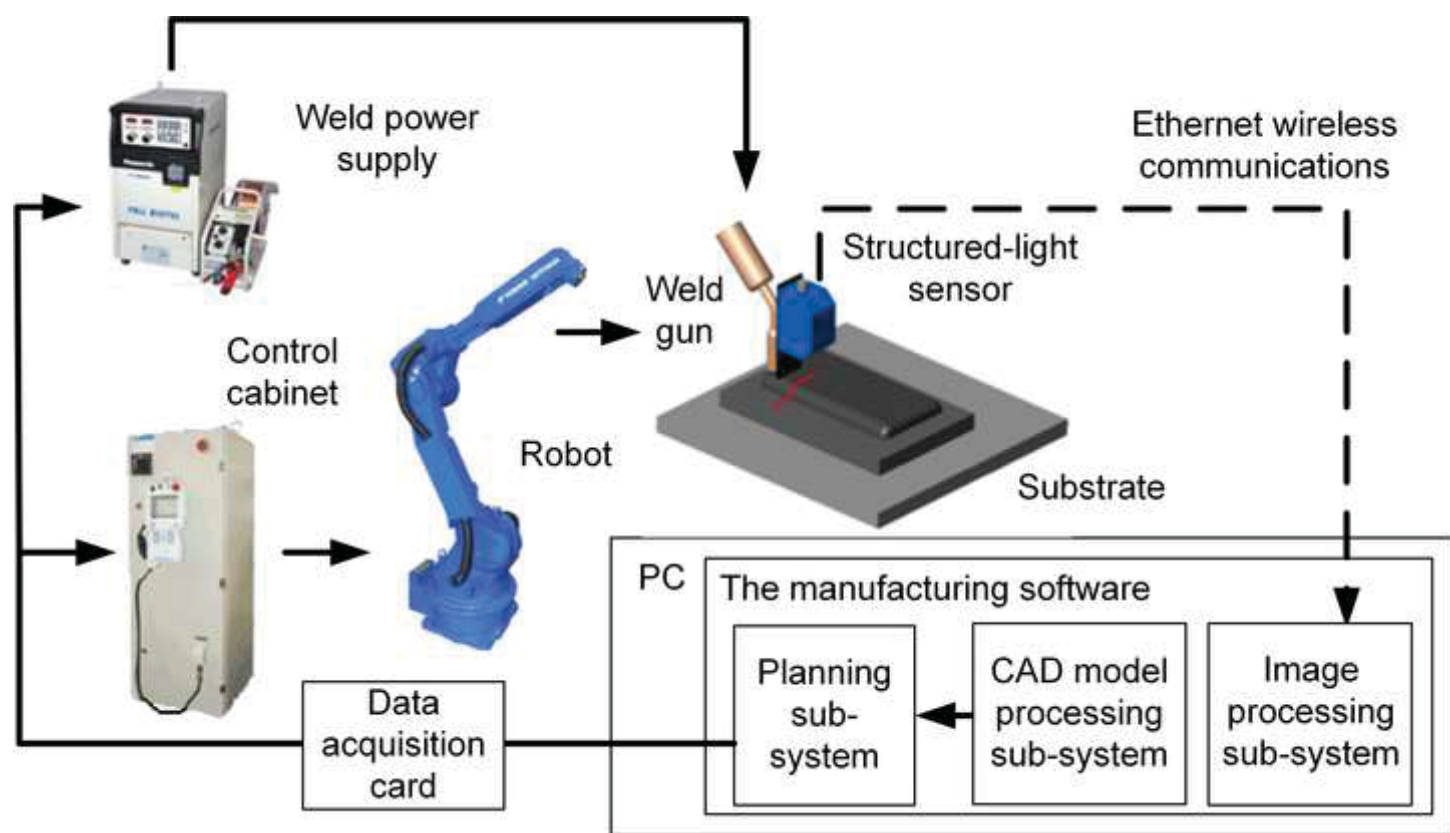 Weld power
supply
Ethernet wireless
communications
Structured-light
sensor
Weld
gun
Control
cabinet
Robot
Substrate
PC
The manufacturing software
Planning
sub-
system
CAD model
processing
sub-system
Image
processing
sub-system
Data
acquisition
card